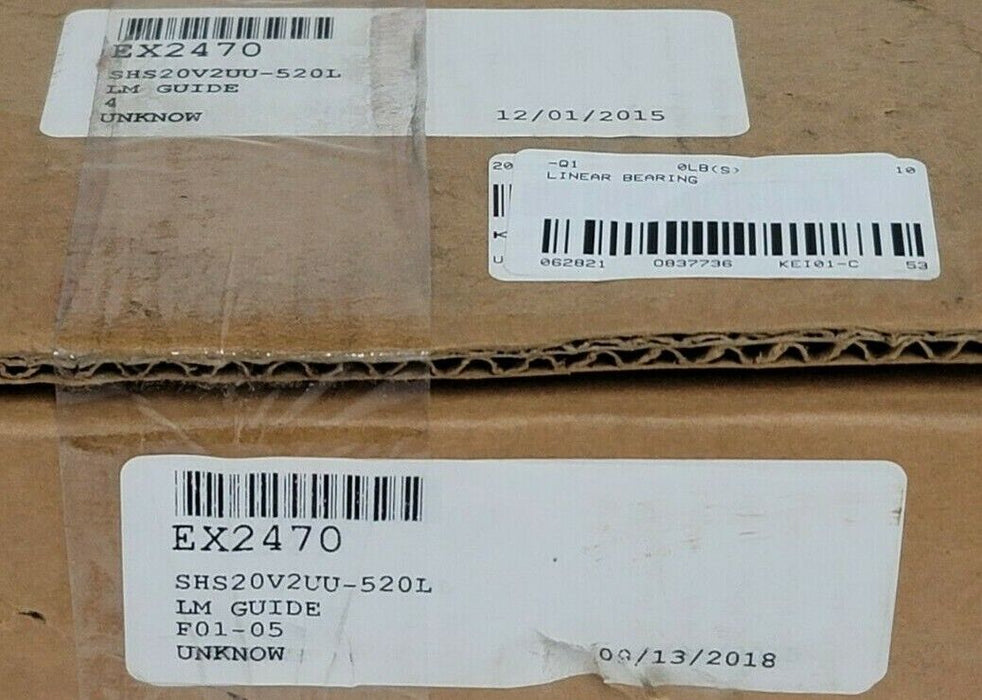 EX2470
SHS20V2UU-520L
LM GUIDE
4
UNKNOW 12/01/2015
20
K
U
-Q1 0LB(S) 10
LINEAR BEARING
062821 0837736 KEI01-C 53
EX2470
SHS20V2UU-520L
LM GUIDE
F01-05
UNKNOW /13/2018